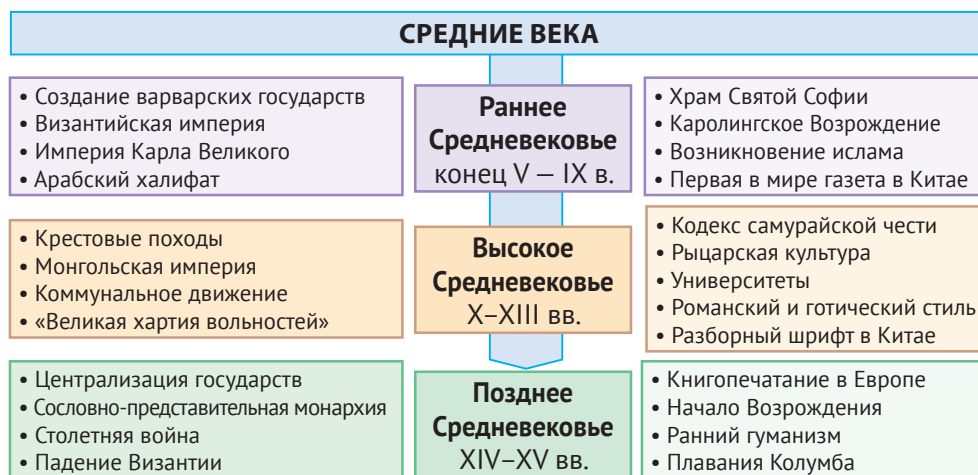 СРЕДНИЕ ВЕКА
• Создание варварских государств
• Византийская империя
• Империя Карла Великого
• Арабский халифат
Раннее
Средневековье
конец V – IX в.
• Храм Святой Софии
• Каролингское Возрождение
• Возникновение ислама
• Первая в мире газета в Китае
• Крестовые походы
• Монгольская империя
• Коммунальное движение
• «Великая хартия вольностей»
Высокое
Средневековье
X–XIII вв.
• Кодекс самурайской чести
• Рыцарская культура
• Университеты
• Романский и готический стиль
• Разборный шрифт в Китае
• Централизация государств
• Сословно-представительная монархия
• Столетняя война
• Падение Византии
Позднее
Средневековье
XIV–XV вв.
• Книгопечатание в Европе
• Начало Возрождения
• Ранний гуманизм
• Плавания Колумба